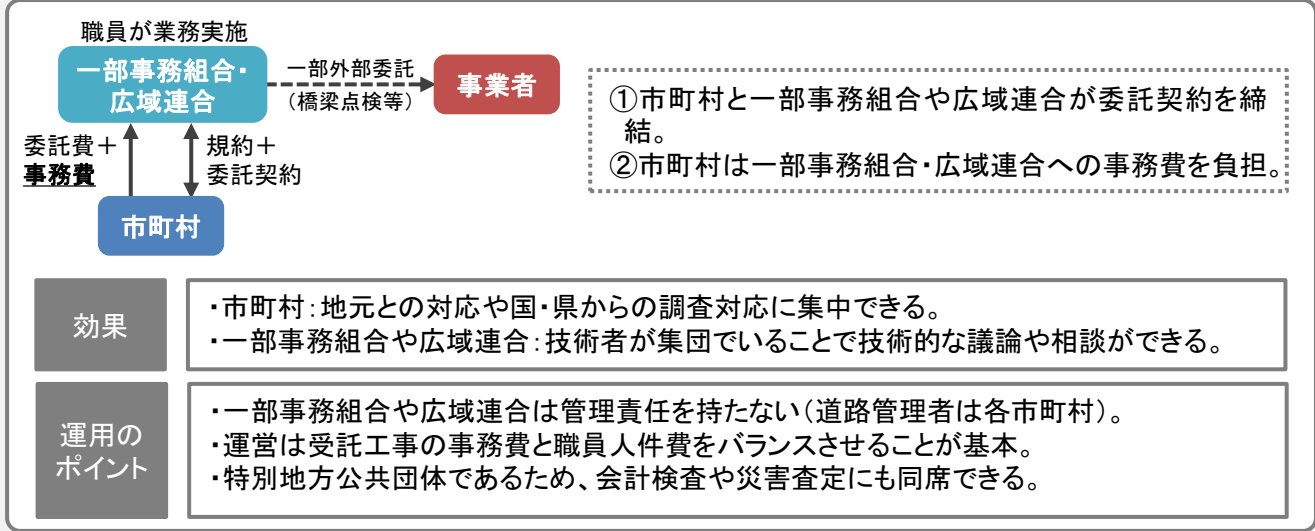 職員が業務実施
一部事務組合・
広域連合
一部外部委託
（橋梁点検等）
事業者
委託費＋
事務費
規約＋
委託契約
市町村
①市町村と一部事務組合や広域連合が委託契約を締
結。
②市町村は一部事務組合・広域連合への事務費を負担。
効果
・市町村：地元との対応や国・県からの調査対応に集中できる。
・一部事務組合や広域連合：技術者が集団でいることで技術的な議論や相談ができる。
運用の
ポイント
・一部事務組合や広域連合は管理責任を持たない（道路管理者は各市町村）。
・運営は受託工事の事務費と職員人件費をバランスさせることが基本。
・特別地方公共団体であるため、会計検査や災害査定にも同席できる。